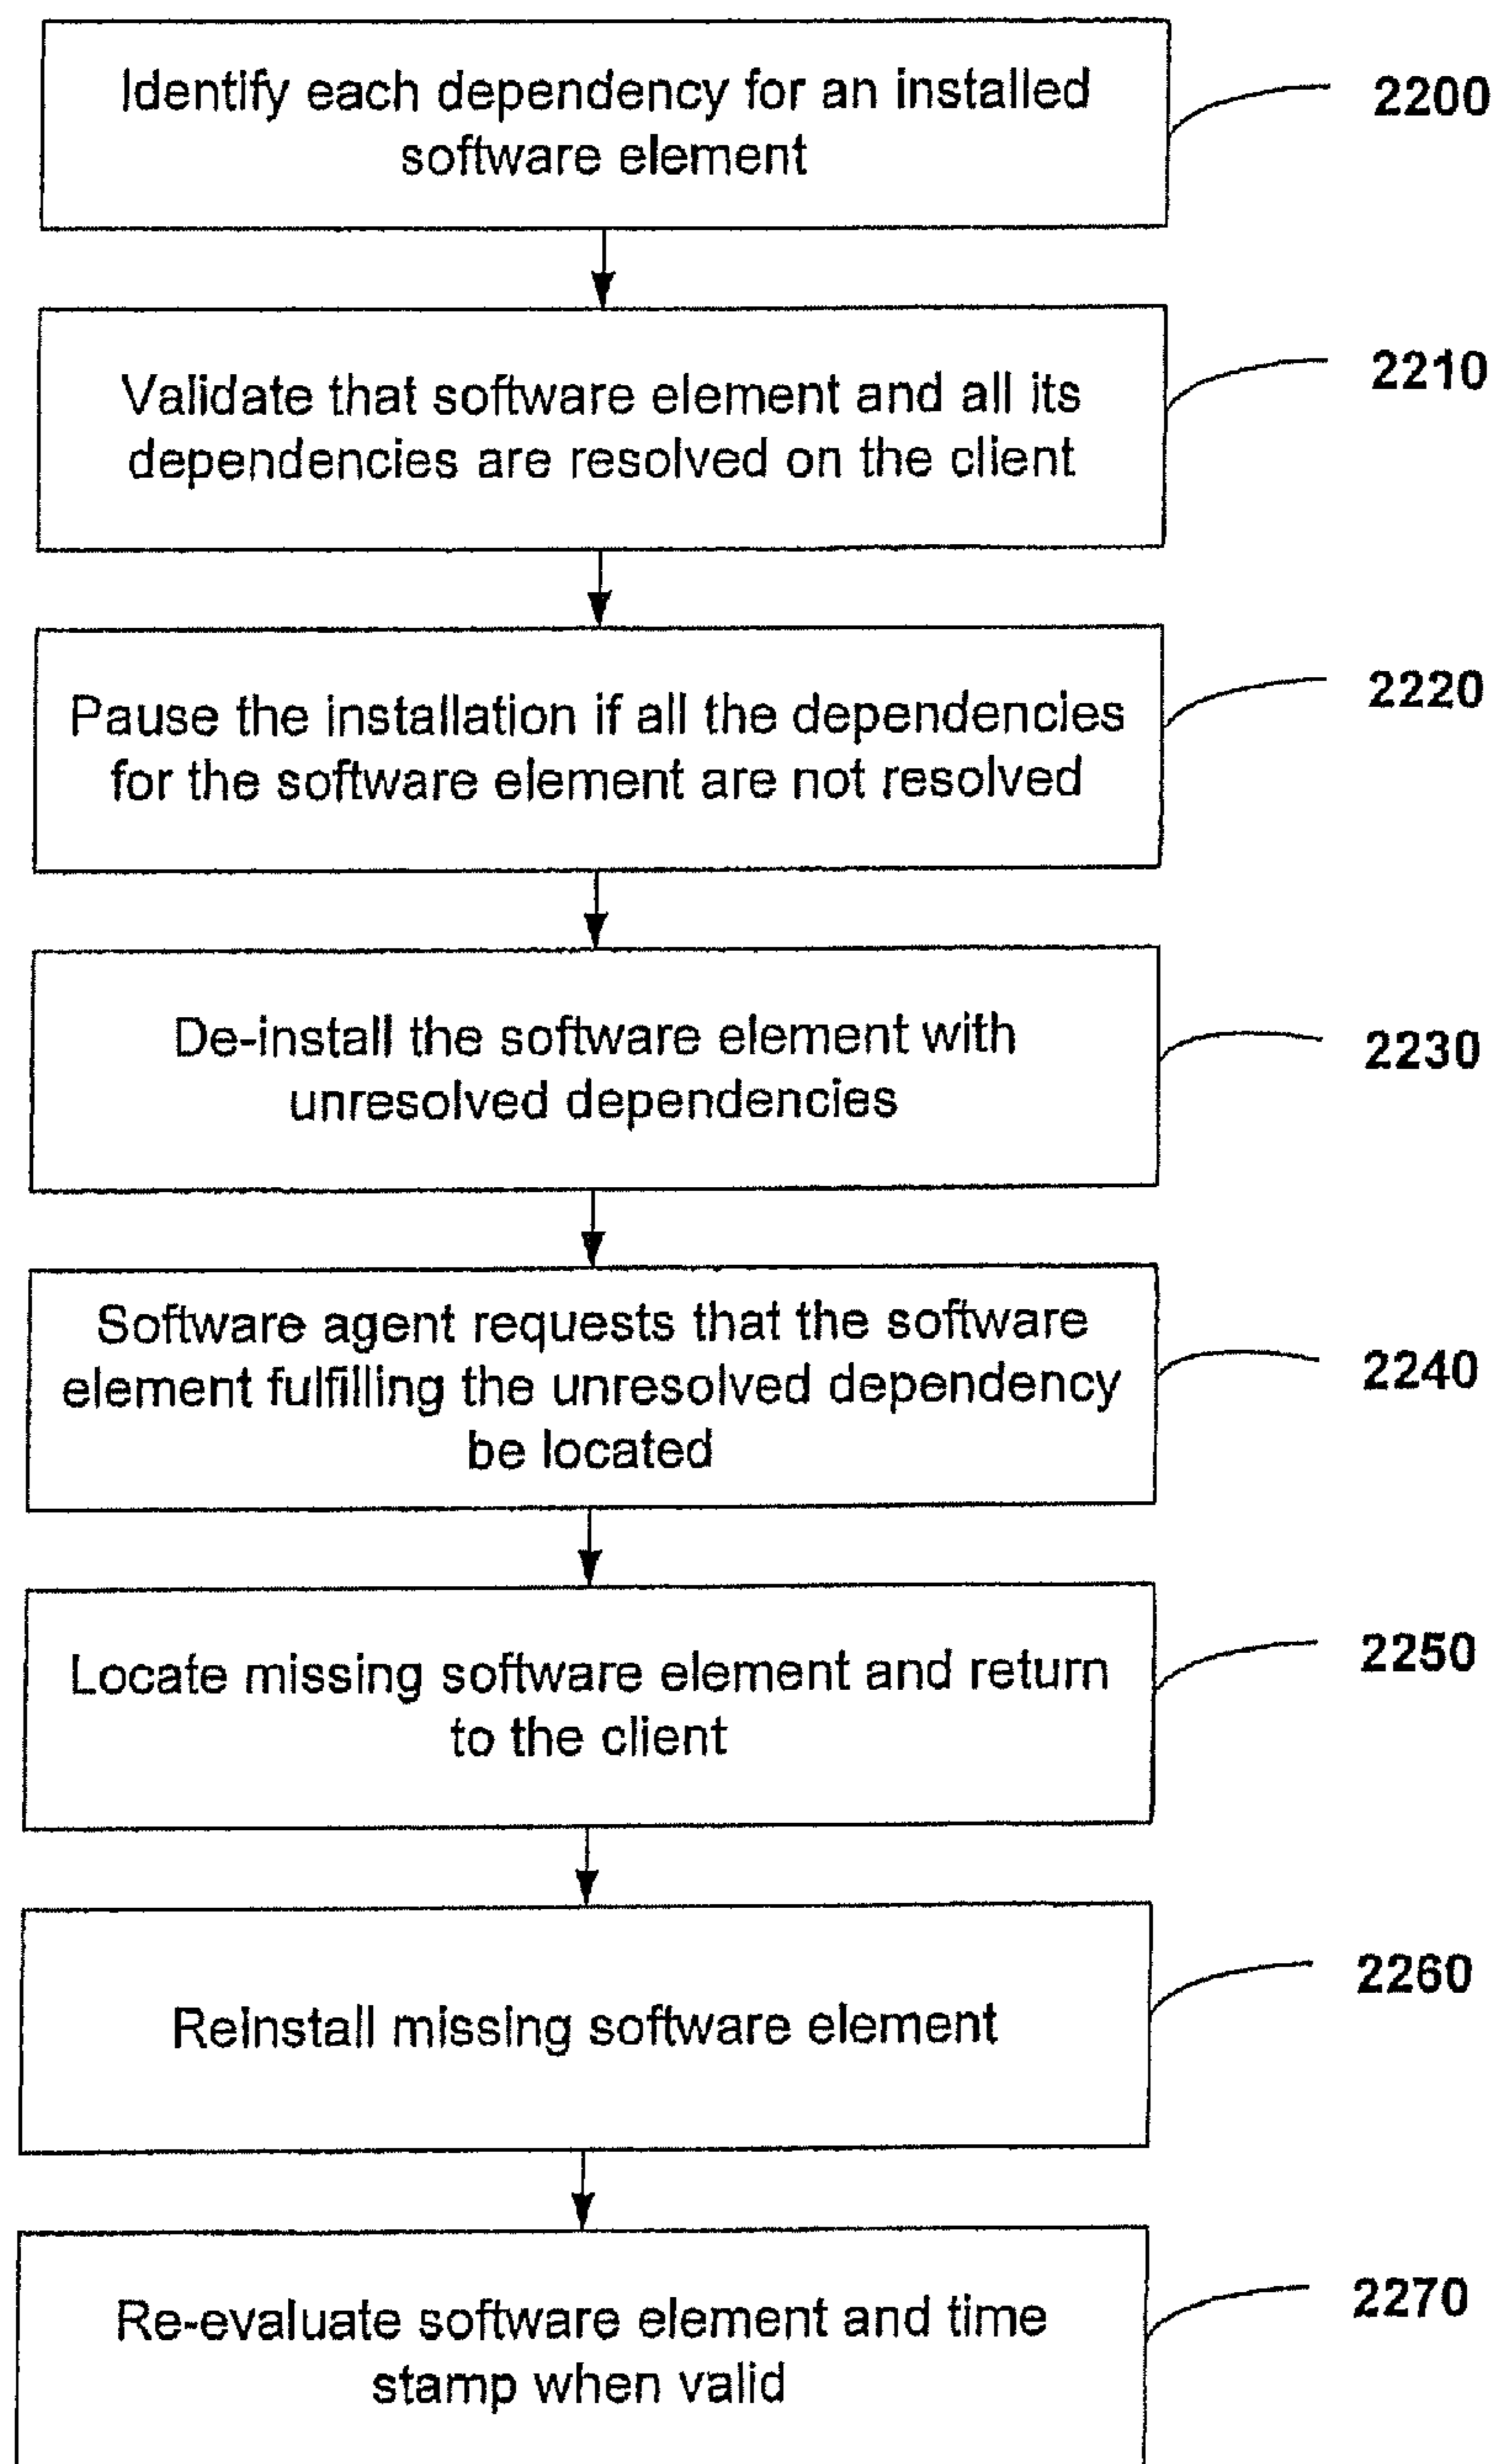 Identify each dependency for an installed
software element
2200
Validate that software element and all its
dependencies are resolved on the client
2210
Pause the installation if all the dependencies
for the software element are not resolved
2220
De-install the software element with
unresolved dependencies
2230
Software agent requests that the software
element fulfilling the unresolved dependency
be located
2240
Locate missing software element and return
to the client
2250
Reinstall missing software element
2260
Re-evaluate software element and time
stamp when valid
2270